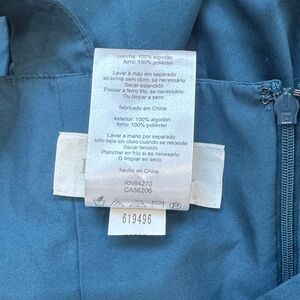 concha: 100% algodão
forro: 100% poliéster
Lavar à mão em separado
só lixívia sem cloro, se necessário
Secar estendido
Passar a ferro frio, se necessário
Ou limpar a seco
fabricado em China
exterior: 100% algodón
forro: 100% poliéster
Lavar a mano por separado
sólo lejía sin cloro cuando se necesite
Secar tendido
Planchar en frío si es necesario
O limpiar en seco
hecho en China
RN84270
CA56206
619496